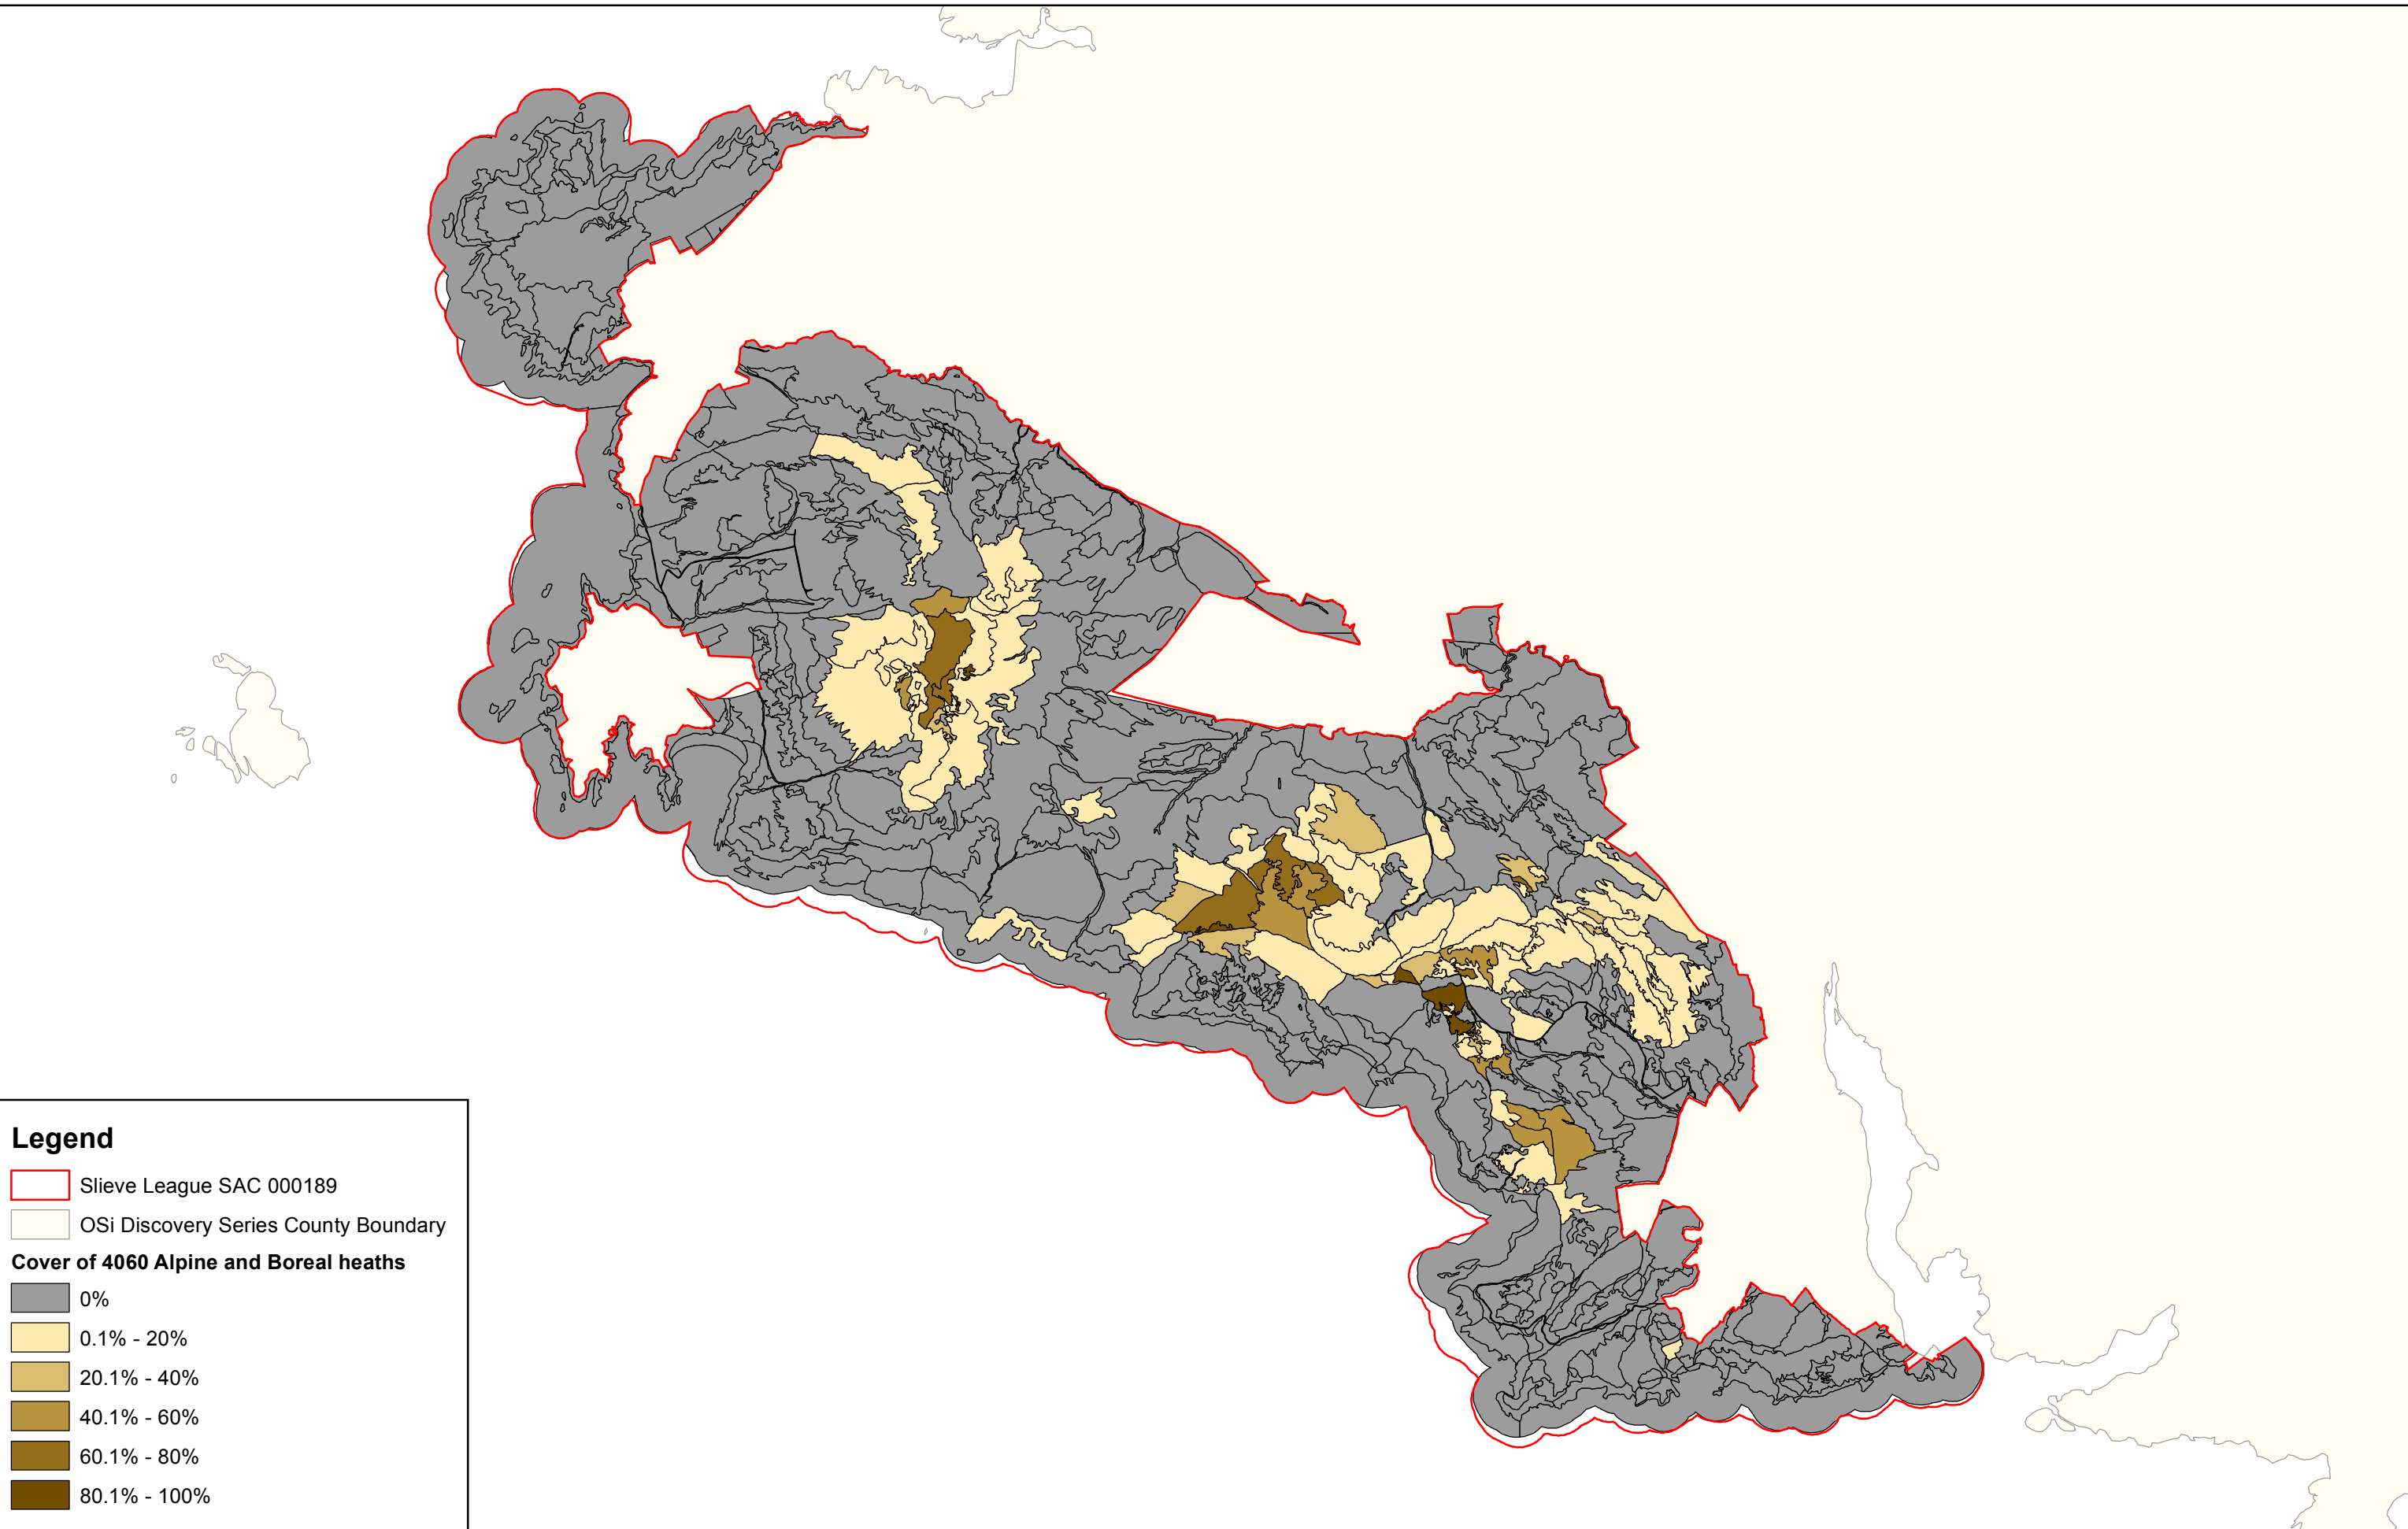 Legend
Slieve League SAC 000189
OSi Discovery Series County Boundary
Cover of 4060 Alpine and Boreal heaths
0%
0.1% - 20%
20.1% - 40%
40.1% - 60%
60.1% - 80%
80.1% - 100%